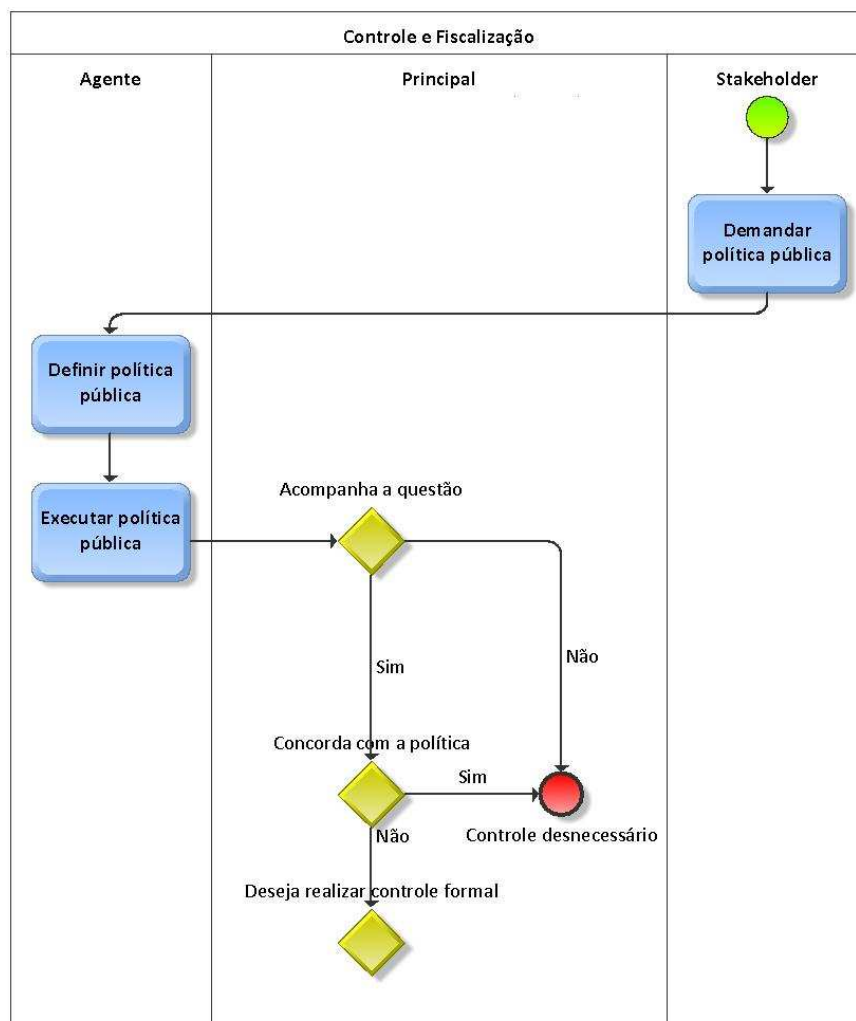 Controle e Fiscalização
Agente
Principal
Stakeholder
Demandar
política pública
Definir política
pública
Executar política
pública
Acompanha a questão
Sim
Não
Concorda com a política
Sim
Não
Controle desnecessário
Deseja realizar controle formal